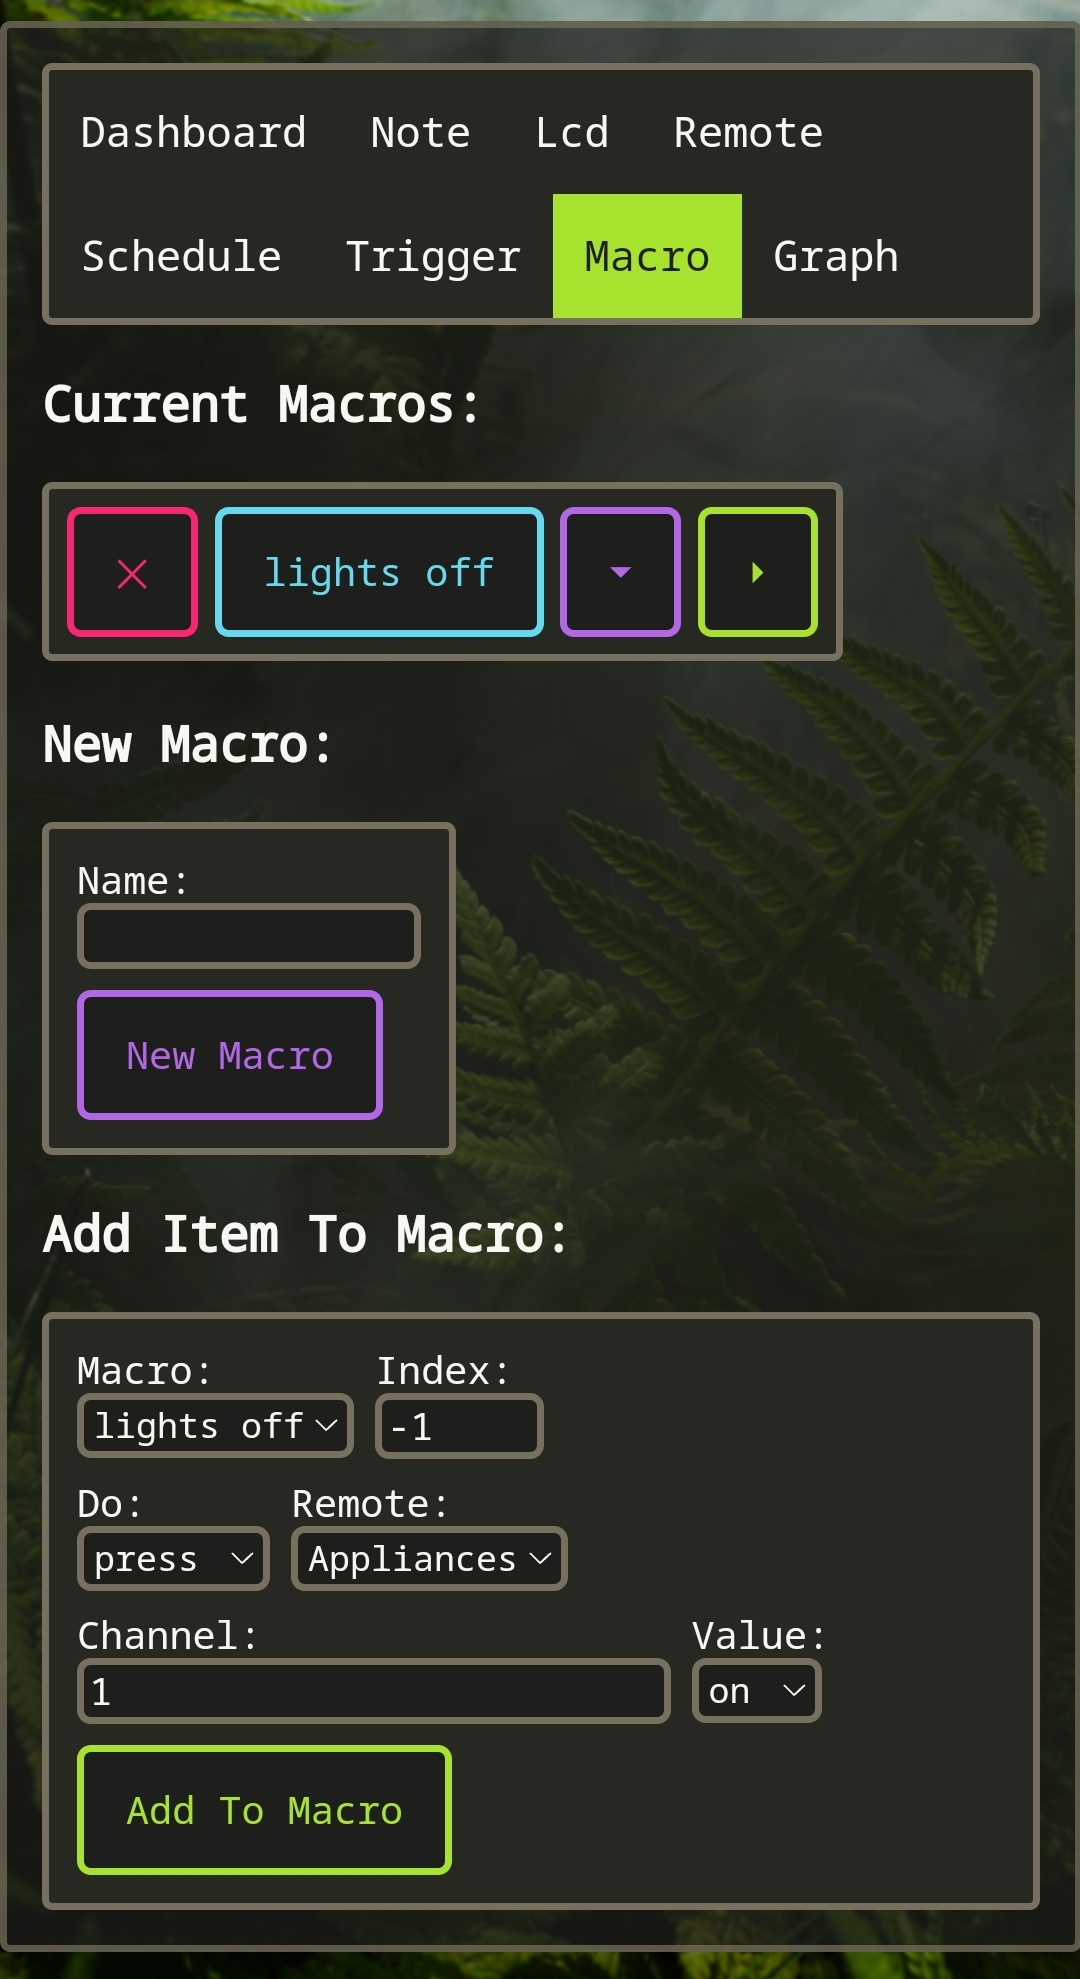 Dashboard Note Lcd Remote
Schedule Trigger Macro Graph
Current Macros:
lights off
New Macro:
Name:
New Macro
Add Item To Macro:
Macro: Index:
lights off -1
Do: Remote:
press Appliances
Channel: Value:
1 on
Add To Macro